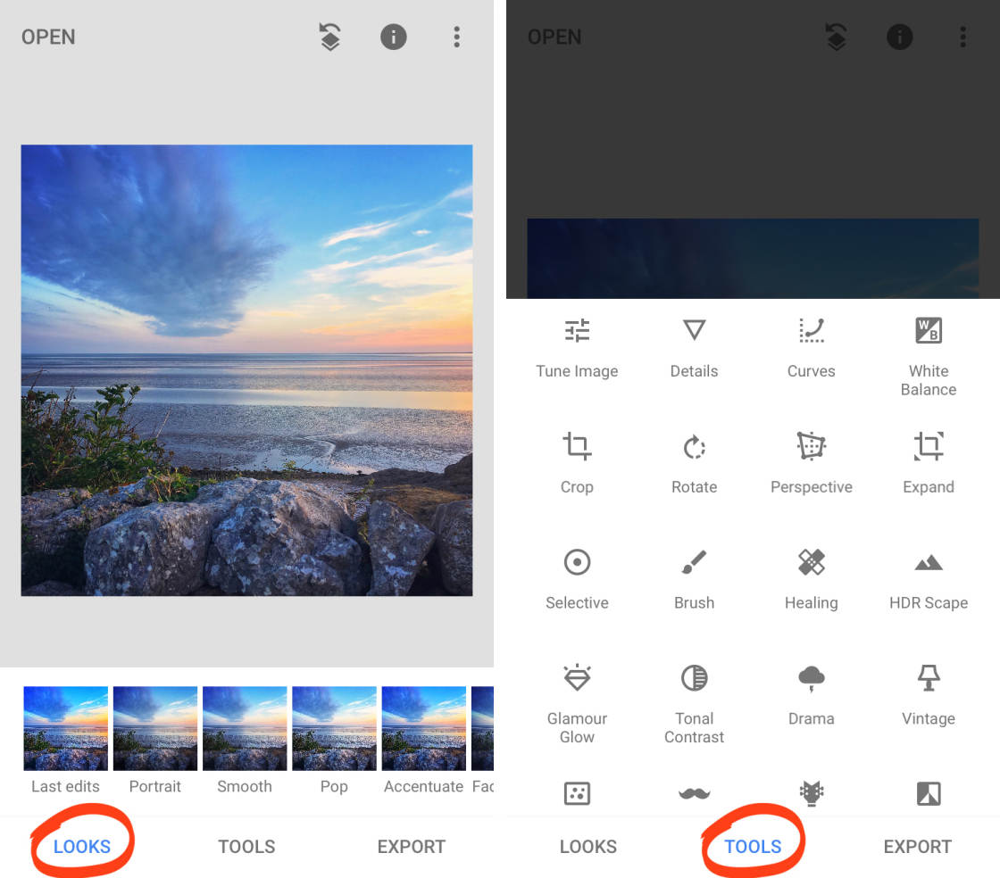 OPEN
Last edits
Portrait
Smooth
Pop
Accentuate
LOOKS
TOOLS
EXPORT
OPEN
Tune Image
Details
Curves
W
B
White
Balance
Crop
Rotate
Perspective
Expand
Selective
Brush
Healing
HDR Scape
Glamour
Glow
Tonal
Contrast
Drama
Vintage
LOOKS
TOOLS
EXPORT